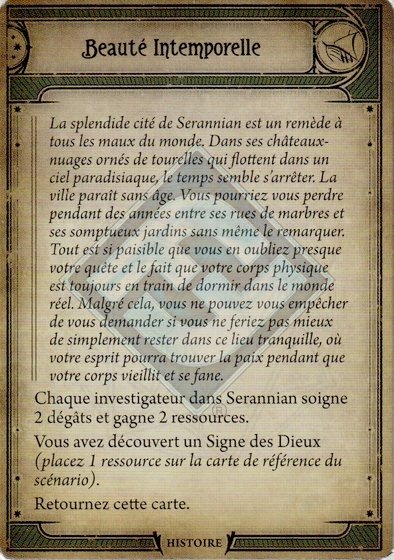 Beauté Intemporelle
La splendide cité de Serannian est un remède à
tous les maux du monde. Dans ses châteaux-
nuages ornés de tourelles qui flottent dans un
ciel paradisiaque, le temps semble s'arrêter. La
ville paraît sans âge. Vous pourriez vous perdre
pendant des années entre ses rues de marbres et
ses somptueux jardins sans même le remarquer.
Tout est si paisible que vous en oubliez presque
votre quête et le fait que votre corps physique
est toujours en train de dormir dans le monde
réel. Malgré cela, vous ne pouvez vous empêcher
de vous demander si vous ne feriez pas mieux
de simplement rester dans ce lieu tranquille, où
votre esprit pourra trouver la paix pendant que
votre corps vieillit et se fane.
Chaque investigateur dans Serannian soigne
2 dégâts et gagne 2 ressources.
Vous avez découvert un Signe des Dieux
(placez 1 ressource sur la carte de référence du
scénario).
Retournez cette carte.
HISTOIRE